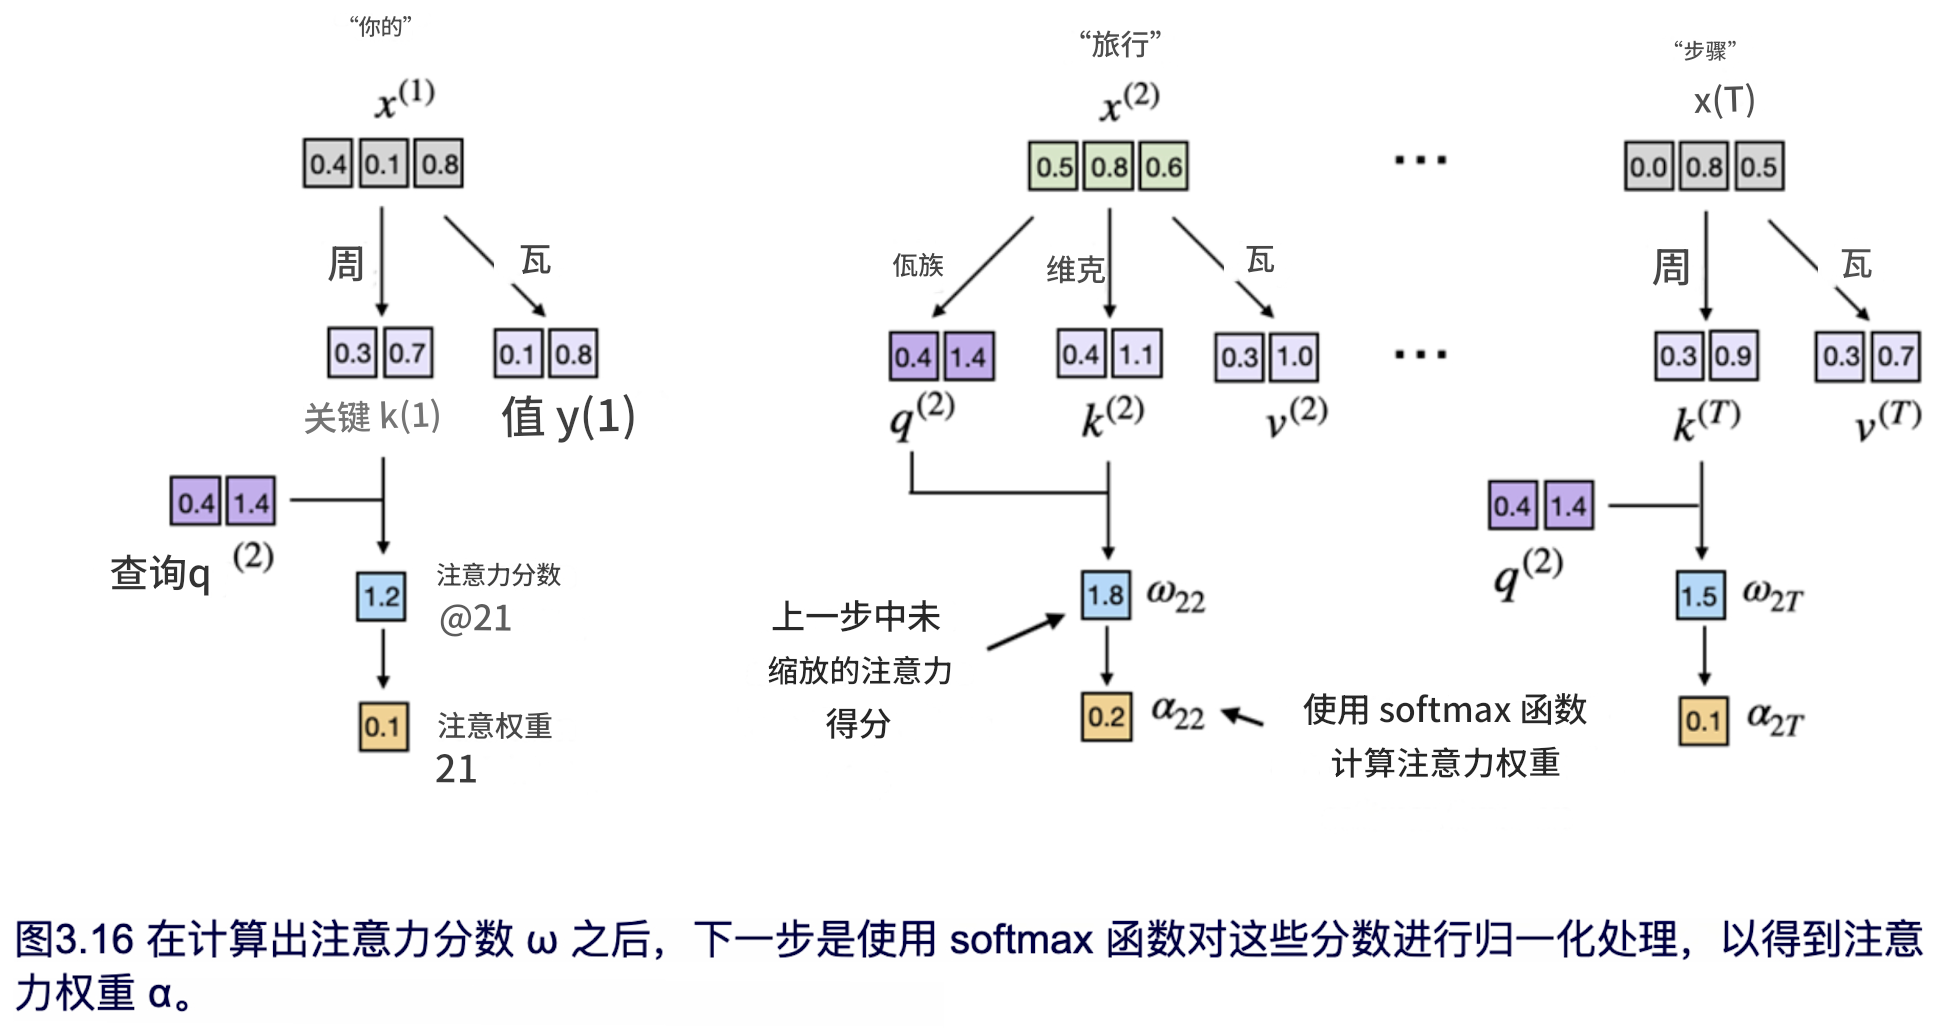 “你的”
“旅行”
“步骤”
x(1)
x(2)
x(T)
0.4 0.1 0.8
0.5 0.8 0.6
...
0.0 0.8 0.5
周
瓦
佤族
维克
瓦
周
瓦
0.3 0.7
0.1 0.8
0.4 1.4
0.4 1.1
0.3 1.0
...
0.3 0.9
0.3 0.7
关键 k(1)
值 y(1)
q(2)
k(2)
v(2)
k(T)
v(T)
0.4 1.4
查询q (2)
0.4 1.4
q(2)
1.2
注意力分数
@21
上一步中未
缩放的注意力
得分
1.8 ω22
1.5 ω2T
0.1
注意权重
21
0.2 α22
使用 softmax 函数
计算注意力权重
0.1 α2T
图3.16 在计算出注意力分数 ω 之后，下一步是使用 softmax 函数对这些分数进行归一化处理，以得到注意
力权重 α。